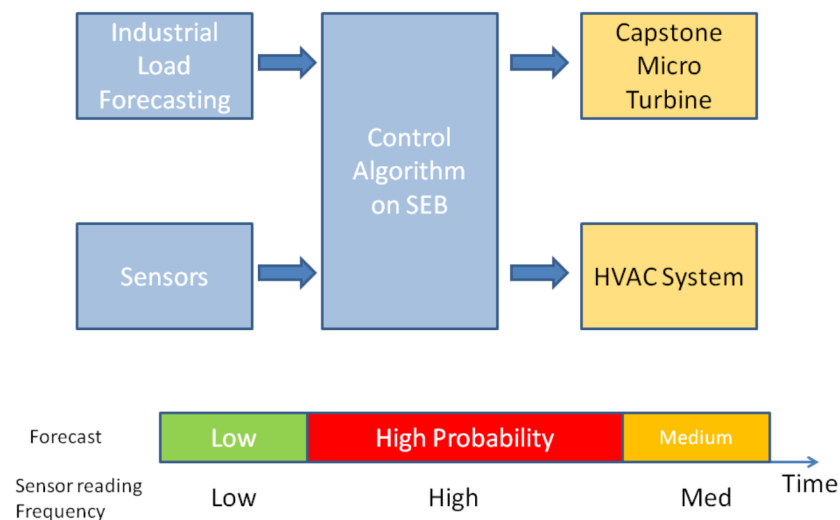 Industrial
Load
Forecasting
Control
Algorithm
on SEB
Capstone
Micro
Turbine
Sensors
HVAC System
Forecast
Low
High Probability
Medium
Time
Sensor reading
Frequency
Low
High
Med